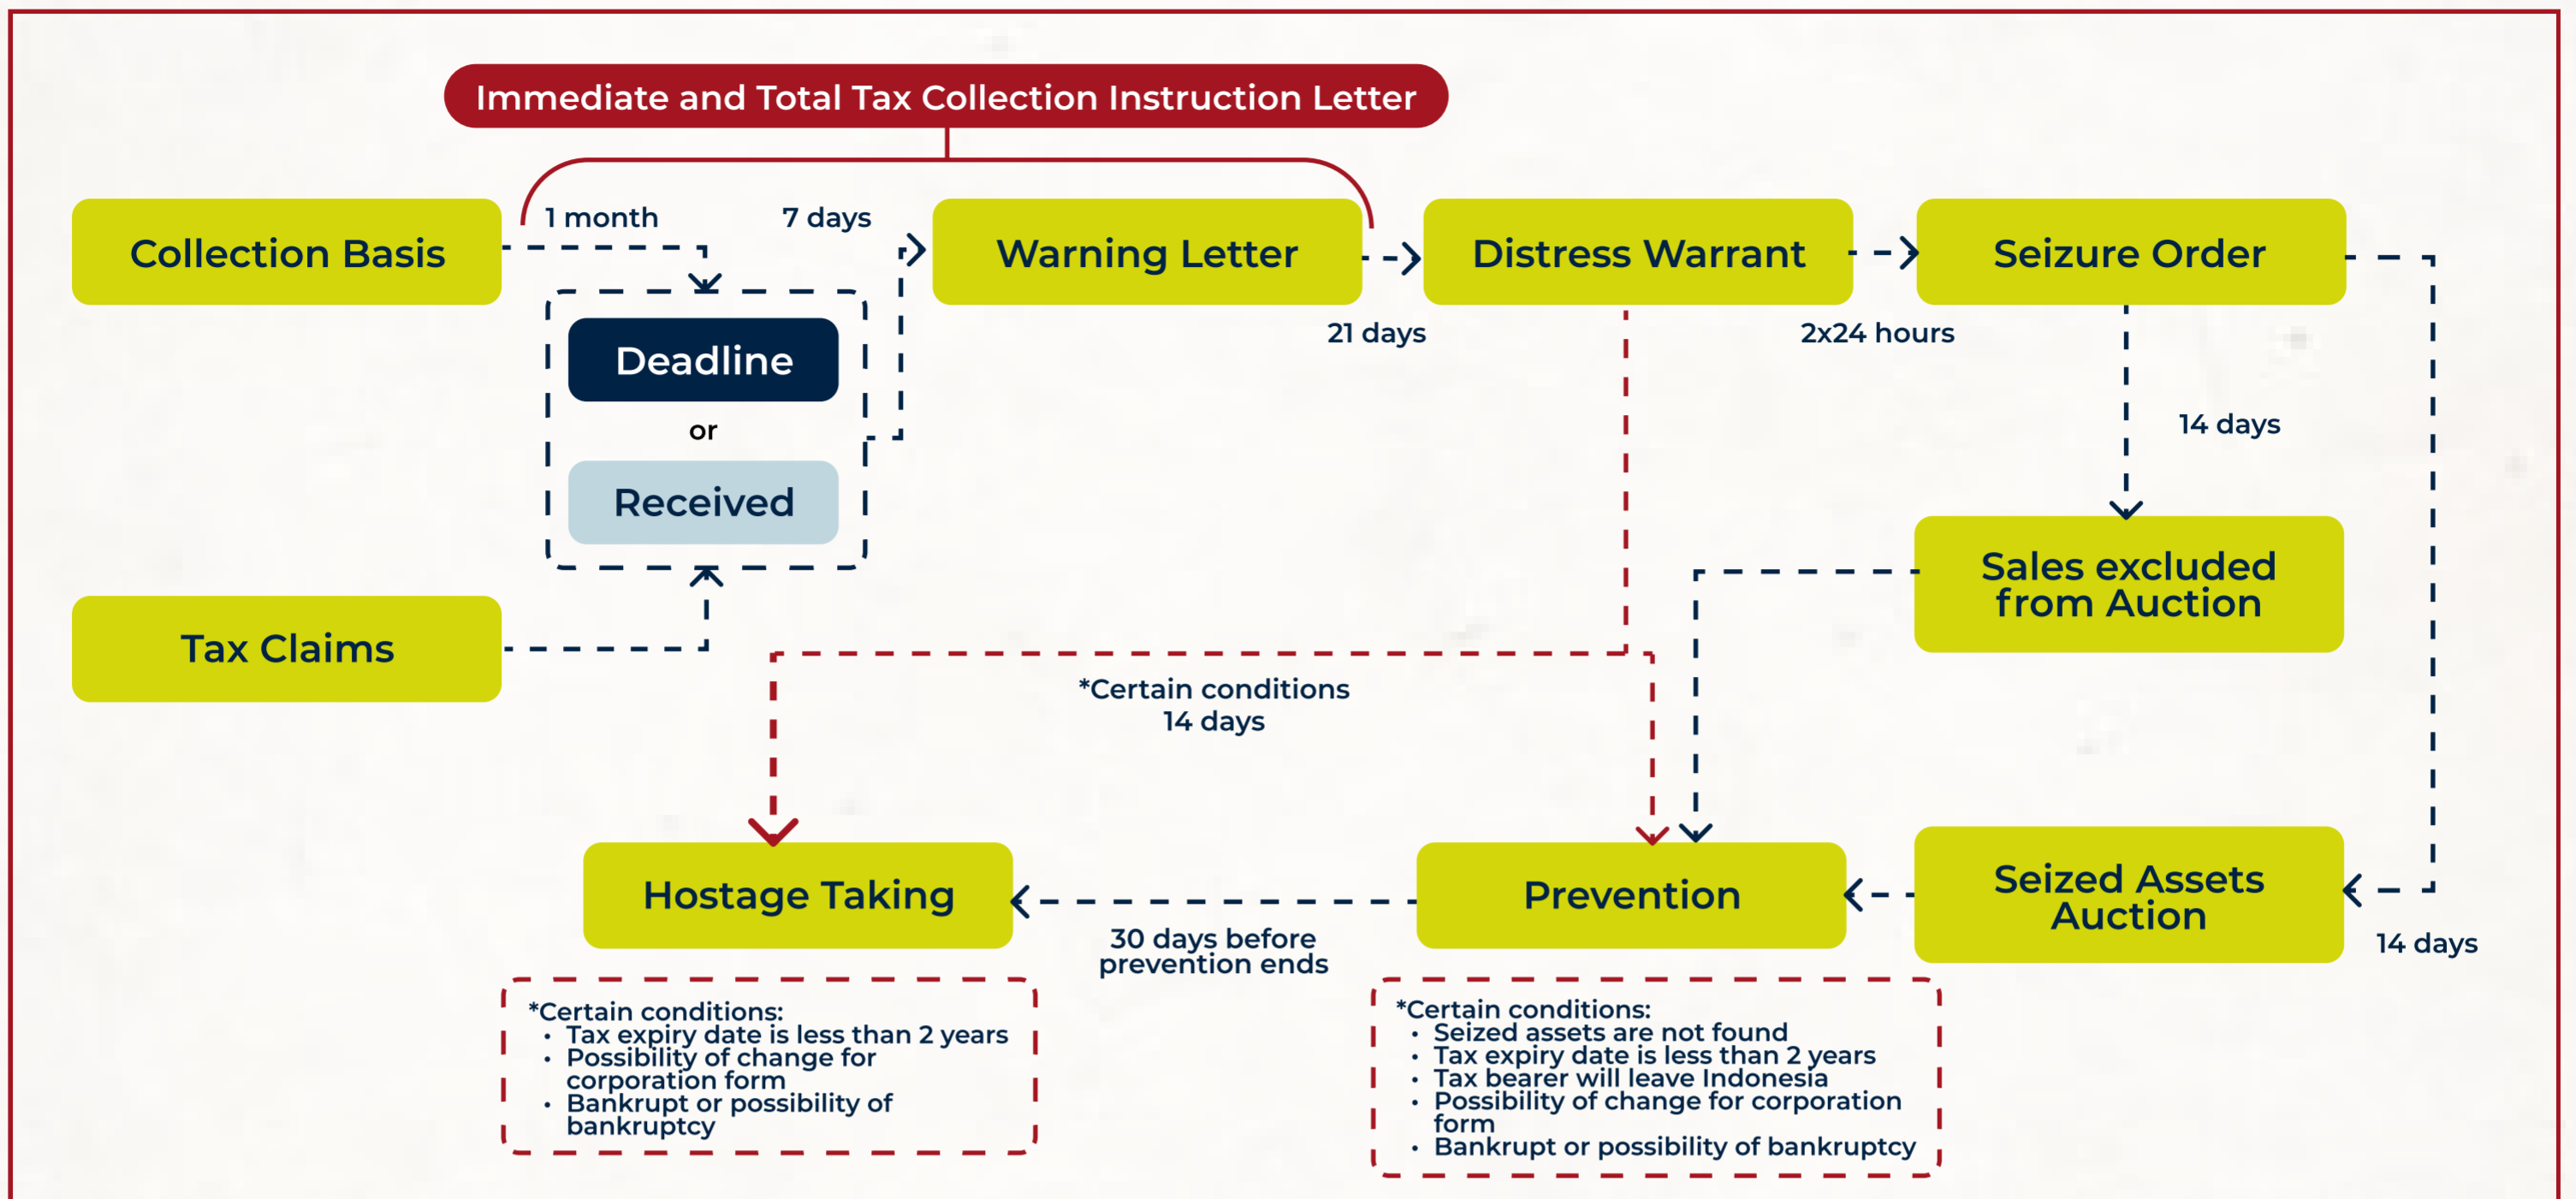 Immediate and Total Tax Collection Instruction Letter
Collection Basis
1 month
7 days
Warning Letter
Distress Warrant
Seizure Order
Deadline
or
Received
21 days
2x24 hours
14 days
Tax Claims
Sales excluded
from Auction
*Certain conditions
14 days
Hostage Taking
30 days before
prevention ends
Prevention
Seized Assets
Auction
14 days
*Certain conditions:
• Tax expiry date is less than 2 years
• Possibility of change for
corporation form
• Bankrupt or possibility of
bankruptcy
*Certain conditions:
• Seized assets are not found
• Tax expiry date is less than 2 years
• Tax bearer will leave Indonesia
• Possibility of change for corporation
form
• Bankrupt or possibility of bankruptcy